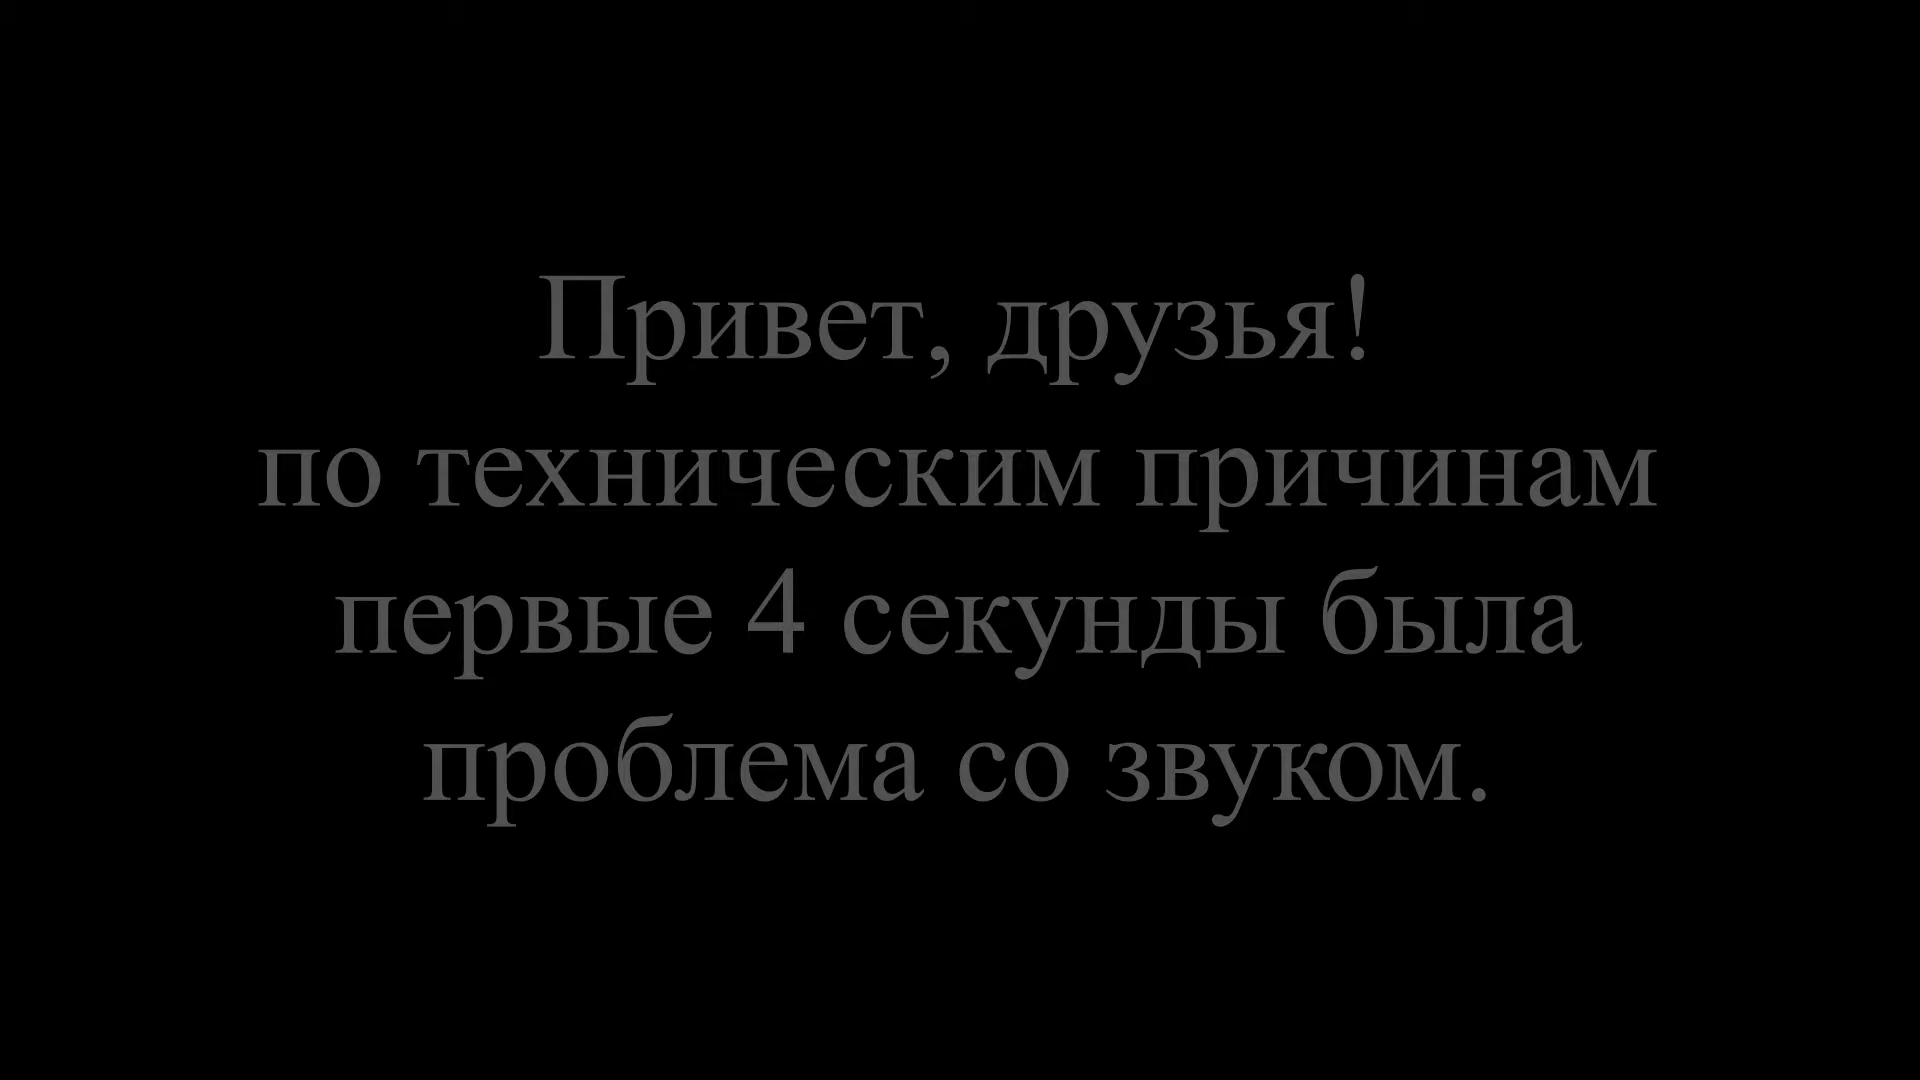 Привет, друзья!
по техническим причинам
первые 4 секунды была
проблема со звуком.